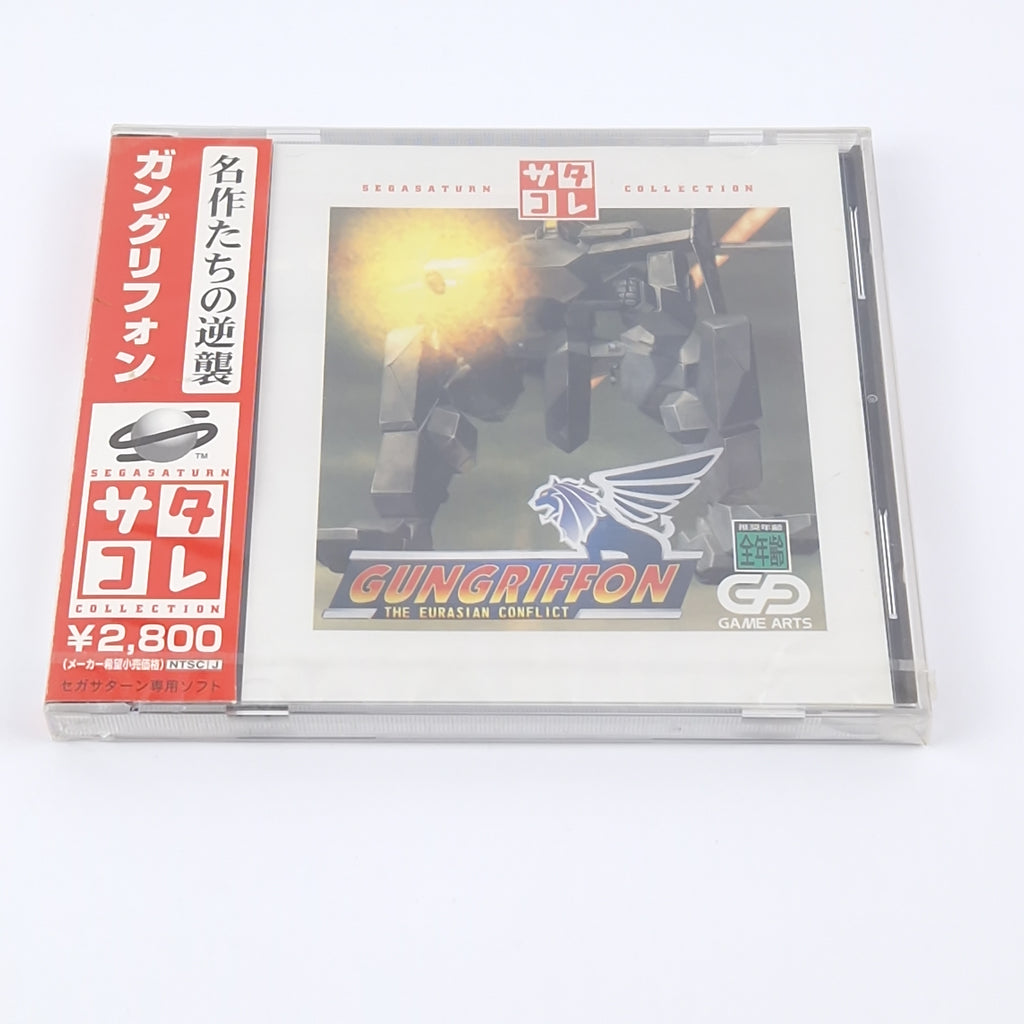 名作たちの逆襲
ガングリフォン
TM
SEGASATURN
サタ
コレ
COLLECTION
¥2,800
(メーカー希望小売価格) NTSC J
セガサターン専用ソフト
SEGASATURN サタ COLLECTION
コレ
GUNGRIFFON
THE EURASIAN CONFLICT
推奨年齢
全年齢
GAME ARTS